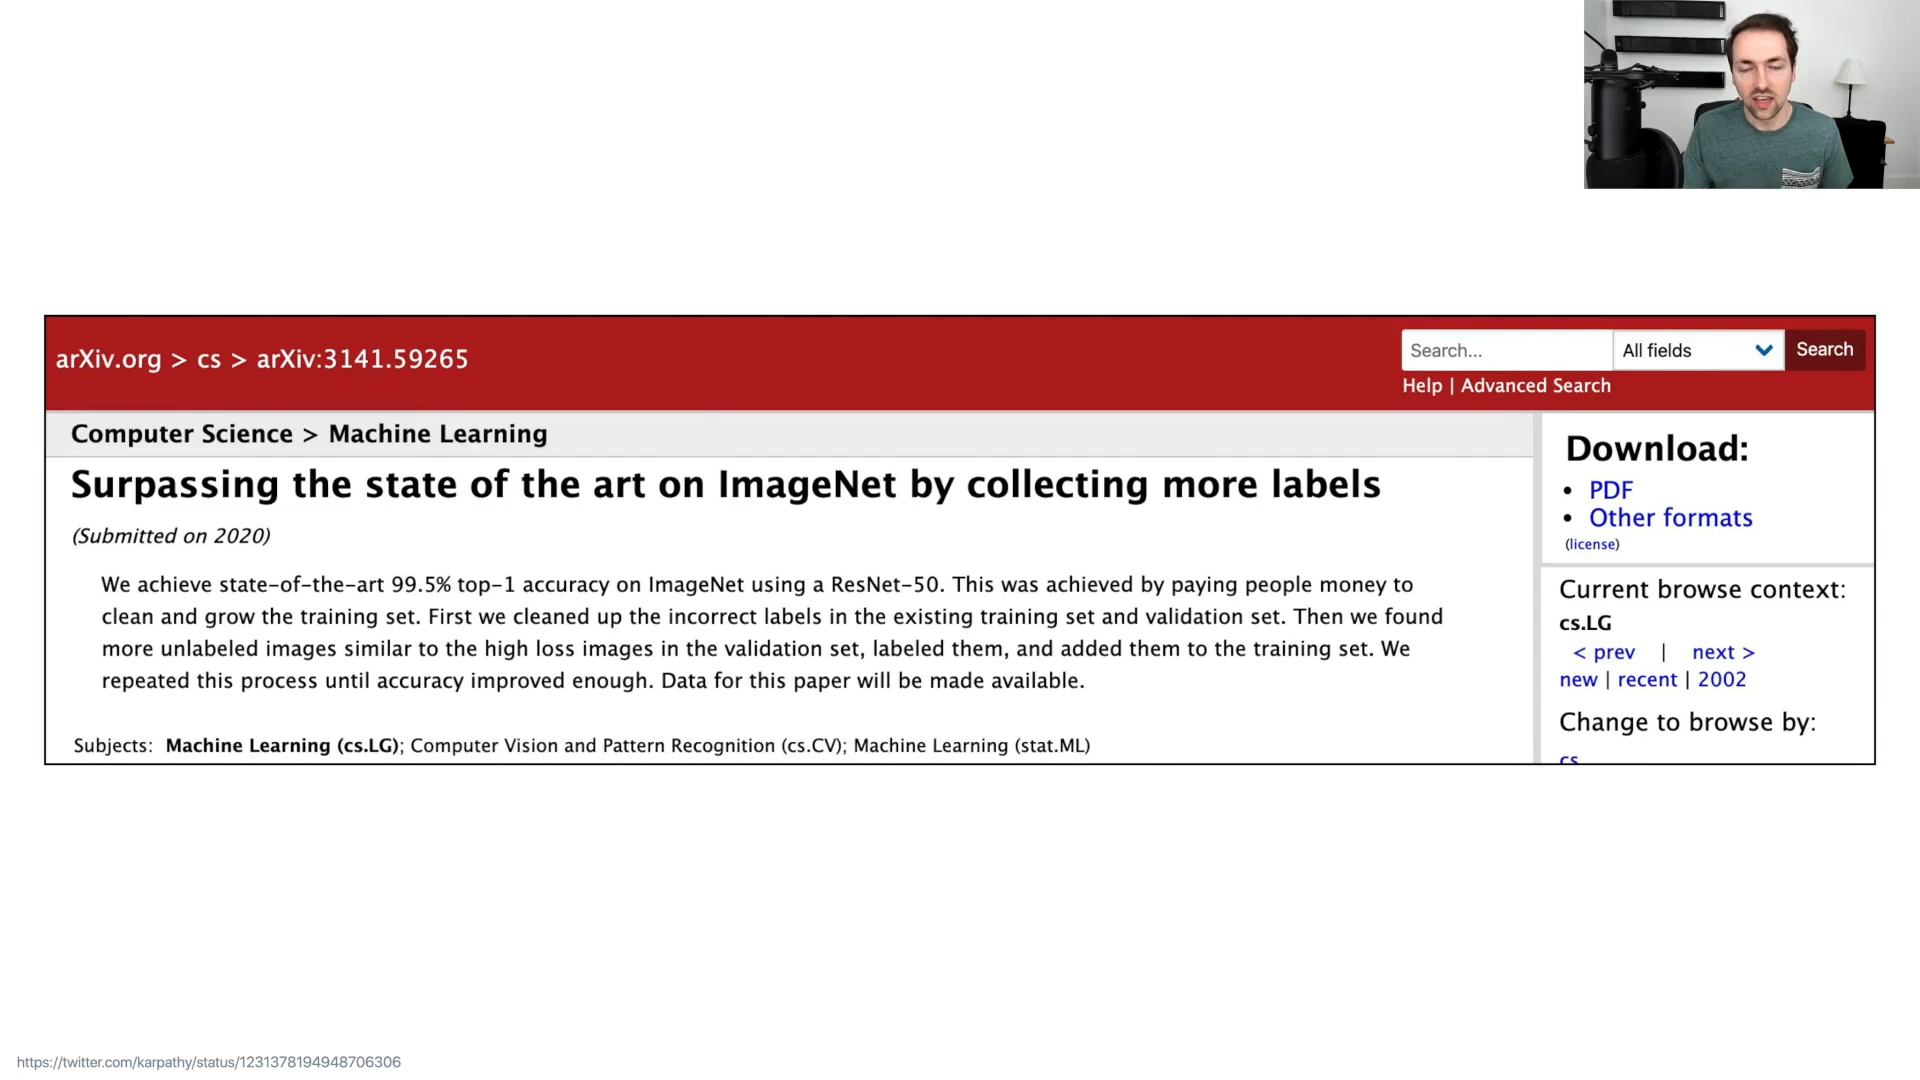 arXiv.org > cs > arXiv:3141.59265
Search...
All fields
Search
Help | Advanced Search
Computer Science > Machine Learning
Surpassing the state of the art on ImageNet by collecting more labels
(Submitted on 2020)
We achieve state-of-the-art 99.5% top-1 accuracy on ImageNet using a ResNet-50. This was achieved by paying people money to
clean and grow the training set. First we cleaned up the incorrect labels in the existing training set and validation set. Then we found
more unlabeled images similar to the high loss images in the validation set, labeled them, and added them to the training set. We
repeated this process until accuracy improved enough. Data for this paper will be made available.
Subjects: Machine Learning (cs.LG); Computer Vision and Pattern Recognition (cs.CV); Machine Learning (stat.ML)
Download:
• PDF
• Other formats
(license)
Current browse context:
cs.LG
< prev | next >
new | recent | 2002
Change to browse by:
cs
https://twitter.com/karpathy/status/1231378194948706306